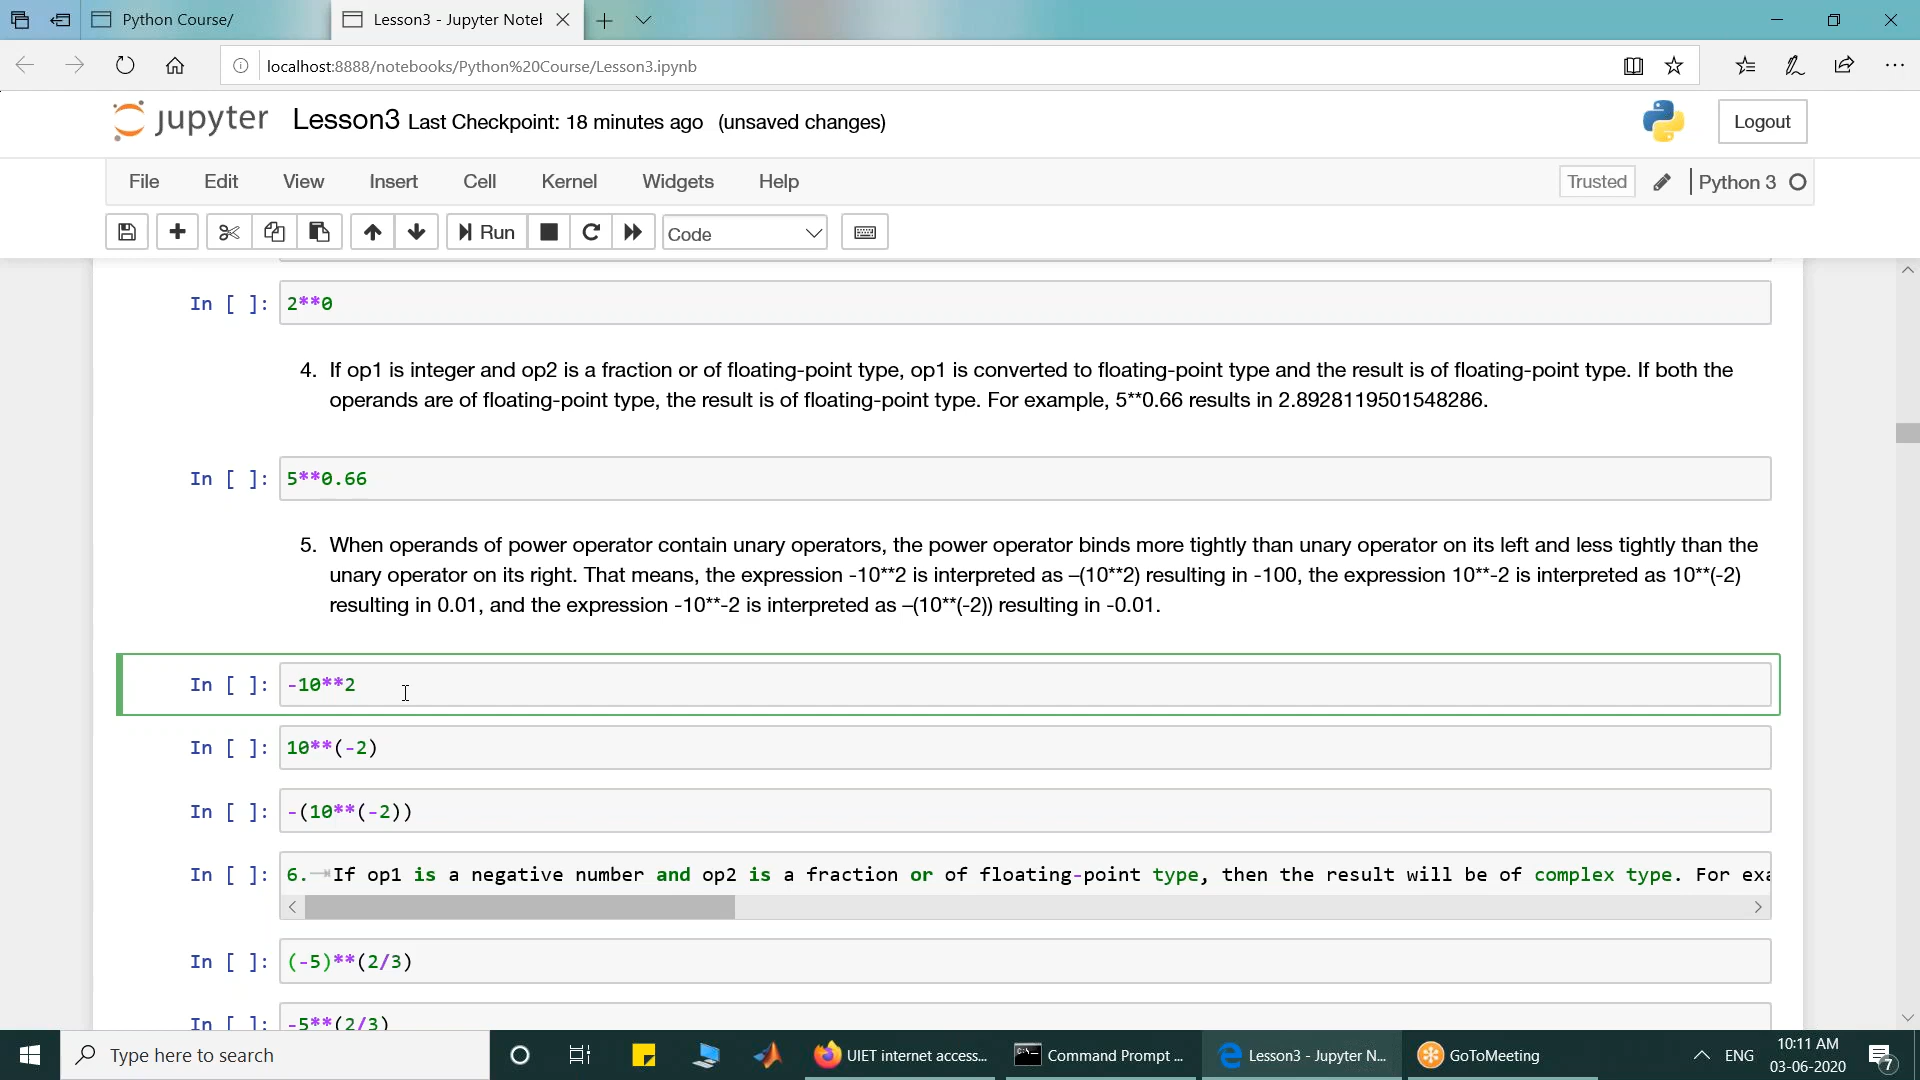 Python Course/
Lesson3 - Jupyter Notel
localhost:8888/notebooks/Python%20Course/Lesson3.ipynb
jupyter Lesson3 Last Checkpoint: 18 minutes ago (unsaved changes)
Logout
File Edit View Insert Cell Kernel Widgets Help
Trusted Python 3
Run Code
In [ ]: 2**0
4. If op1 is integer and op2 is a fraction or of floating-point type, op1 is converted to floating-point type and the result is of floating-point type. If both the
operands are of floating-point type, the result is of floating-point type. For example, 5**0.66 results in 2.8928119501548286.
In [ ]: 5**0.66
5. When operands of power operator contain unary operators, the power operator binds more tightly than unary operator on its left and less tightly than the
unary operator on its right. That means, the expression -10**2 is interpreted as –(10**2) resulting in -100, the expression 10**-2 is interpreted as 10**(-2)
resulting in 0.01, and the expression -10**-2 is interpreted as –(10**(-2)) resulting in -0.01.
In [ ]: -10**2
In [ ]: 10**(-2)
In [ ]: -(10**(-2))
In [ ]: 6. If op1 is a negative number and op2 is a fraction or of floating-point type, then the result will be of complex type. For exa
In [ ]: (-5)**(2/3)
In [ ]: -5**(2/3)
Type here to search
UIET internet access...
Command Prompt ...
Lesson3 - Jupyter N...
GoToMeeting
ENG
10:11 AM
03-06-2020
7